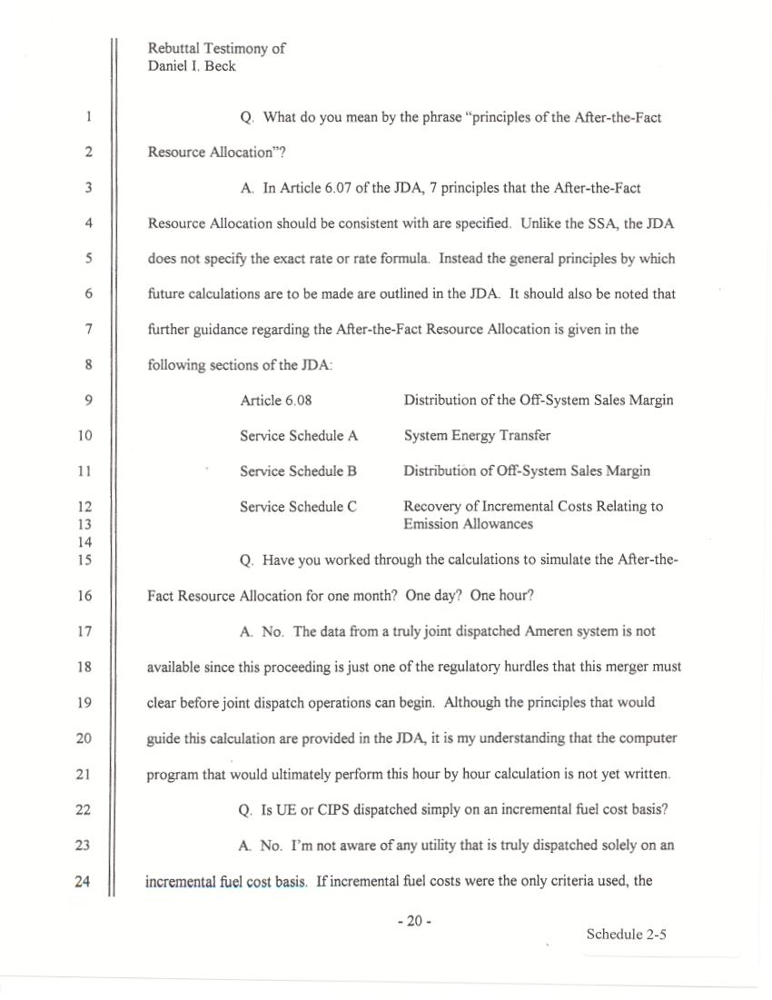 Rebuttal Testimony of
Daniel I. Beck
1 Q. What do you mean by the phrase “principles of the After-the-Fact
2 Resource Allocation”?
3 A. In Article 6.07 of the JDA, 7 principles that the After-the-Fact
4 Resource Allocation should be consistent with are specified. Unlike the SSA, the JDA
5 does not specify the exact rate or rate formula. Instead the general principles by which
6 future calculations are to be made are outlined in the JDA. It should also be noted that
7 further guidance regarding the After-the-Fact Resource Allocation is given in the
8 following sections of the JDA:
9 Article 6.08 Distribution of the Off-System Sales Margin
10 Service Schedule A System Energy Transfer
11 Service Schedule B Distribution of Off-System Sales Margin
12 Service Schedule C Recovery of Incremental Costs Relating to
13 Emission Allowances
14
15 Q. Have you worked through the calculations to simulate the After-the-
16 Fact Resource Allocation for one month? One day? One hour?
17 A. No. The data from a truly joint dispatched Ameren system is not
18 available since this proceeding is just one of the regulatory hurdles that this merger must
19 clear before joint dispatch operations can begin. Although the principles that would
20 guide this calculation are provided in the JDA, it is my understanding that the computer
21 program that would ultimately perform this hour by hour calculation is not yet written.
22 Q. Is UE or CIPS dispatched simply on an incremental fuel cost basis?
23 A. No. I’m not aware of any utility that is truly dispatched solely on an
24 incremental fuel cost basis. If incremental fuel costs were the only criteria used, the
- 20 -
Schedule 2-5